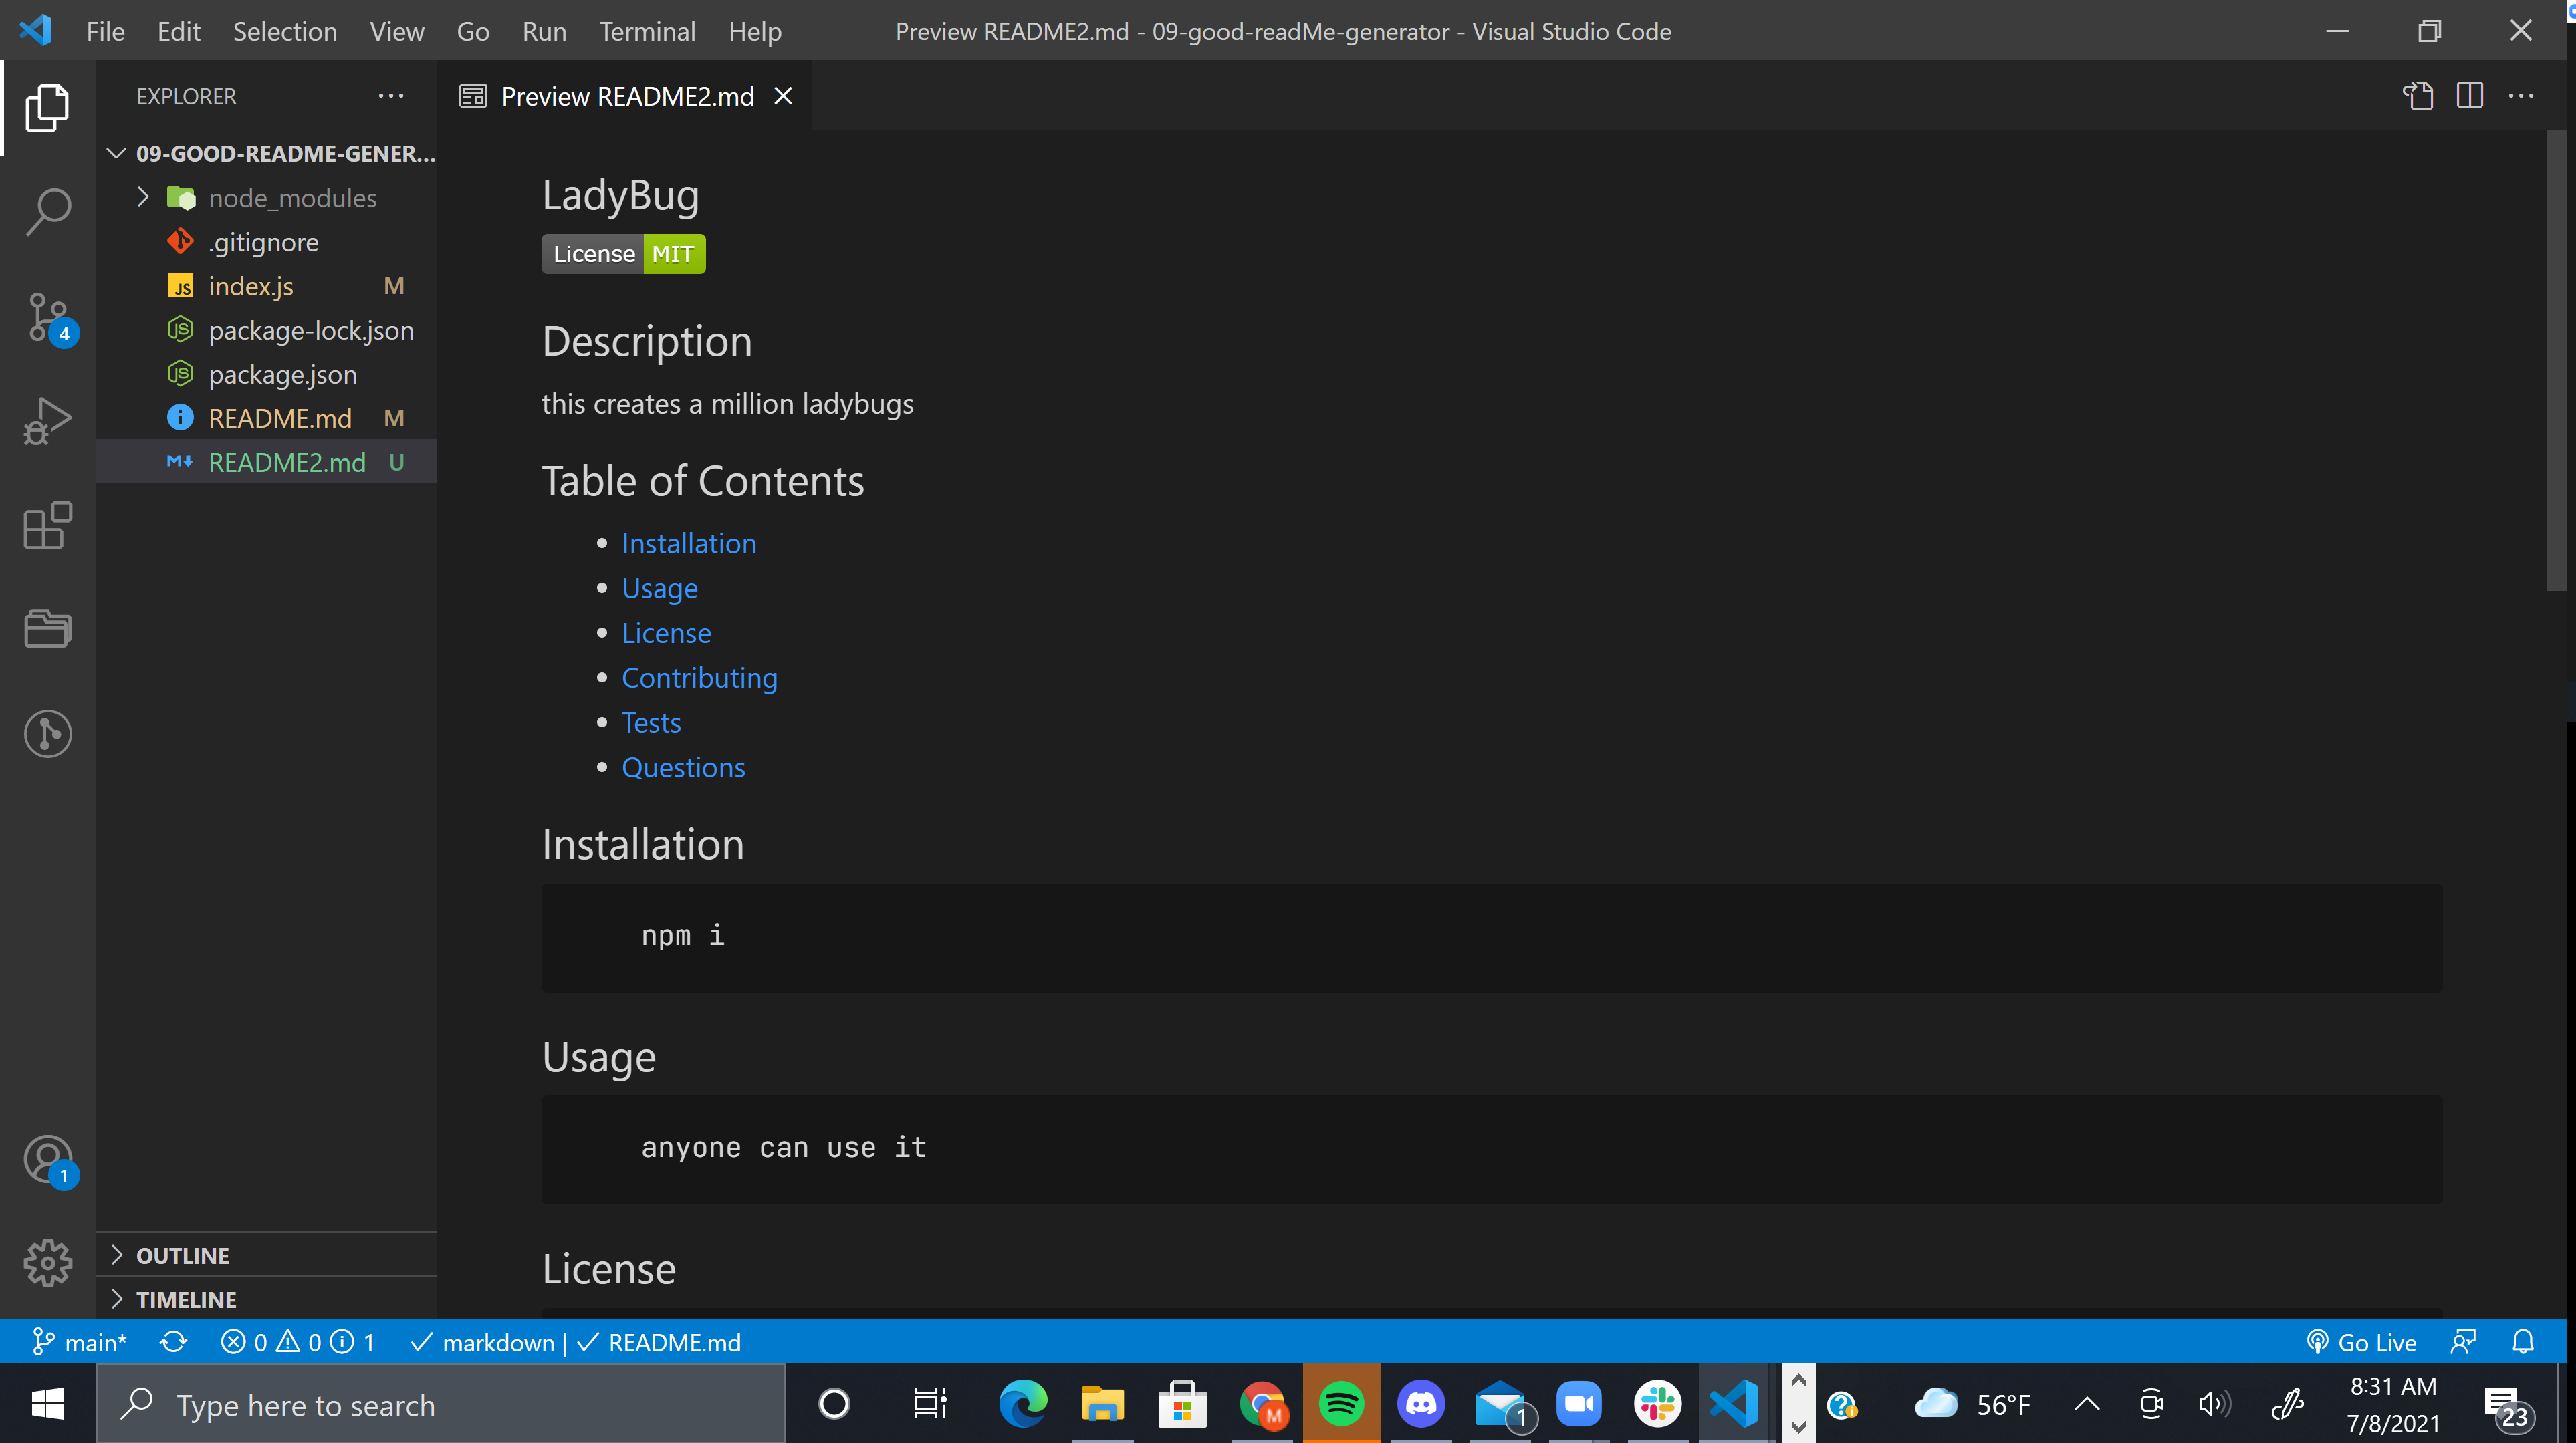 File Edit Selection View Go Run Terminal Help
Preview README2.md - 09-good-readMe-generator - Visual Studio Code
EXPLORER
Preview README2.md
09-GOOD-README-GENER...
node_modules
.gitignore
index.js M
package-lock.json
package.json
README.md M
README2.md U
4
1
OUTLINE
TIMELINE
LadyBug
License MIT
Description
this creates a million ladybugs
Table of Contents
Installation
Usage
License
Contributing
Tests
Questions
Installation
npm i
Usage
anyone can use it
License
main* 0 0 1 markdown | README.md
Go Live
Type here to search
M
1
56°F
8:31 AM
7/8/2021
23